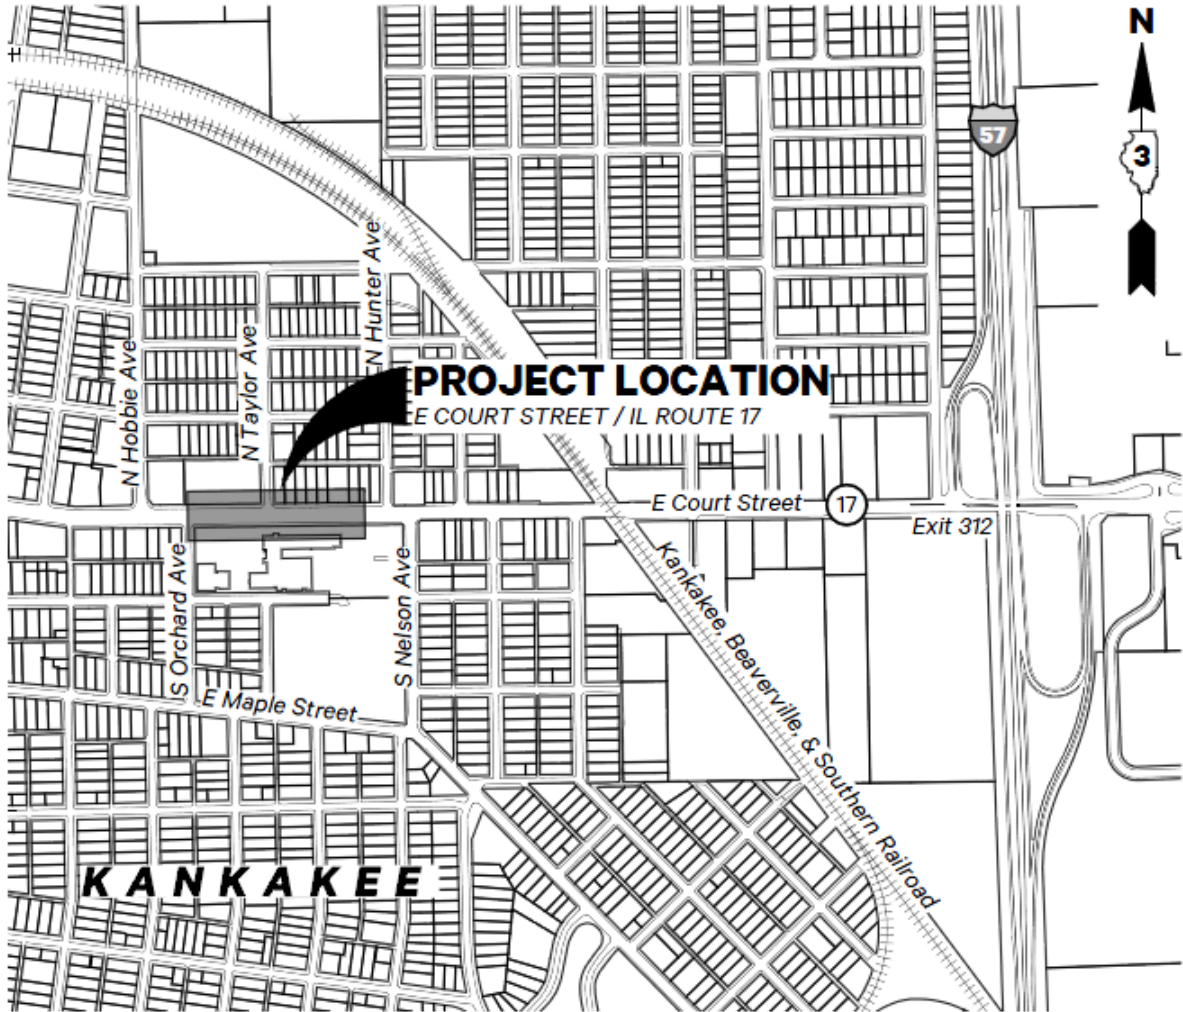 N
57
3
N Hunter Ave
N Taylor Ave
N Hobbie Ave
PROJECT LOCATION
E COURT STREET / IL ROUTE 17
E Court Street
17
Exit 312
S Orchard Ave
S Nelson Ave
Kankakee, Beaverville, & Southern Railroad
E Maple Street
KANKAKEE